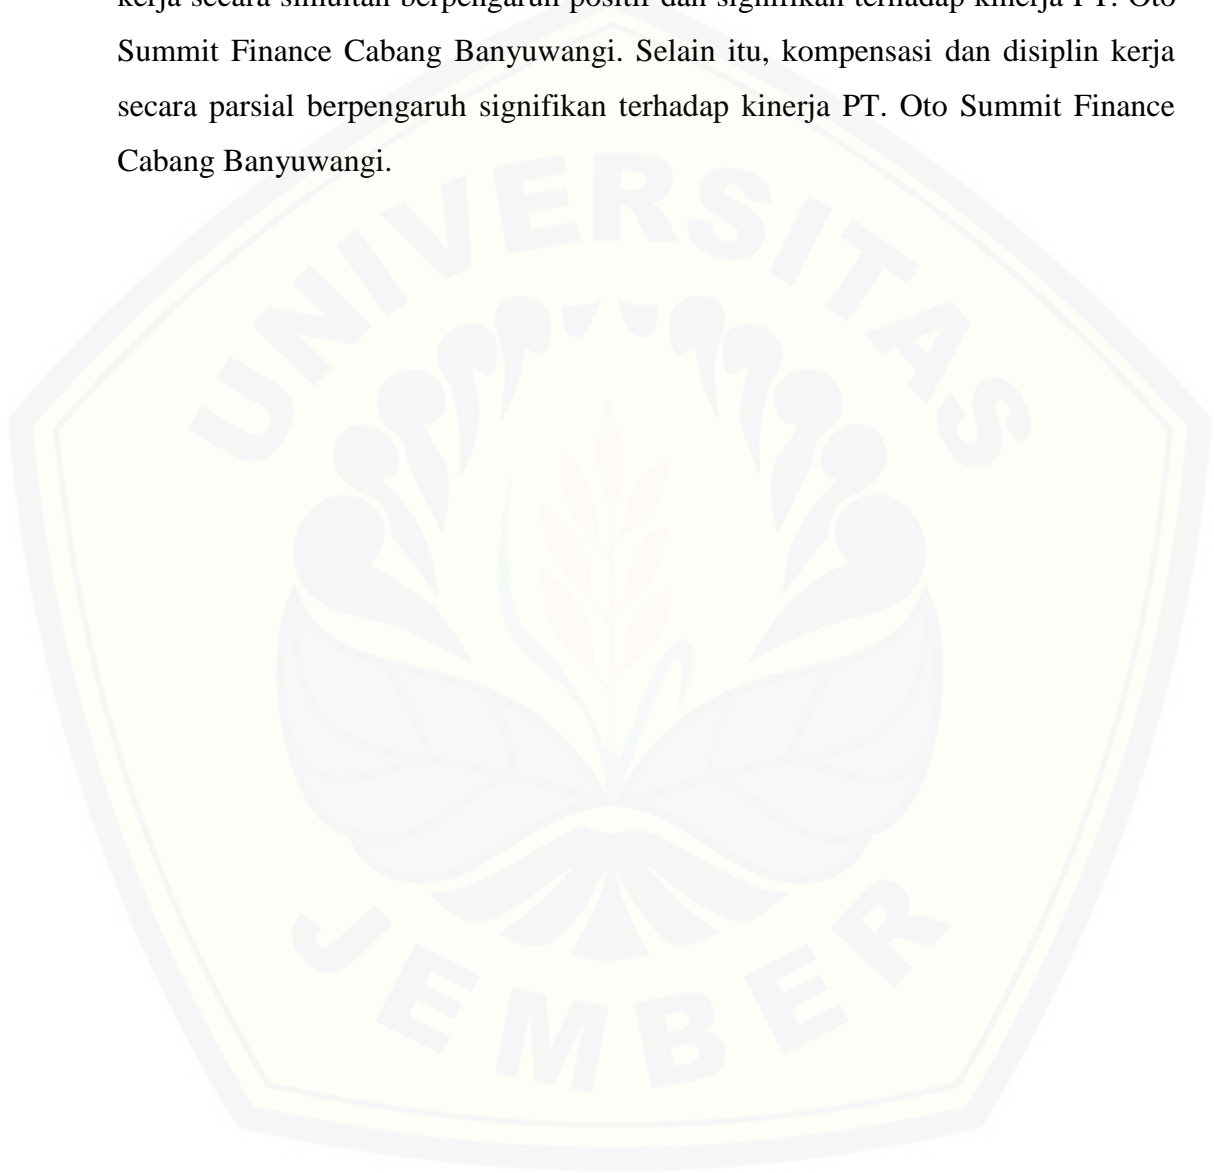 kerja secara simultan berpengaruh positif dan signifikan terhadap kinerja PT. Oto
Summit Finance Cabang Banyuwangi. Selain itu, kompensasi dan disiplin kerja
secara parsial berpengaruh signifikan terhadap kinerja PT. Oto Summit Finance
Cabang Banyuwangi.
UNIVERSITAS
JEMBER